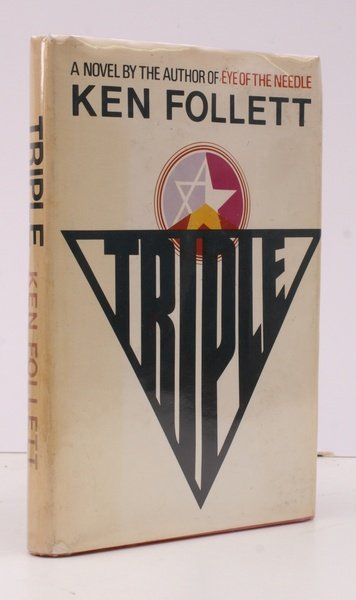 A NOVEL BY THE AUTHOR OF EYE OF THE NEEDLE
KEN FOLLETT
TRIPLE
TRIPLE KEN FOLLETT